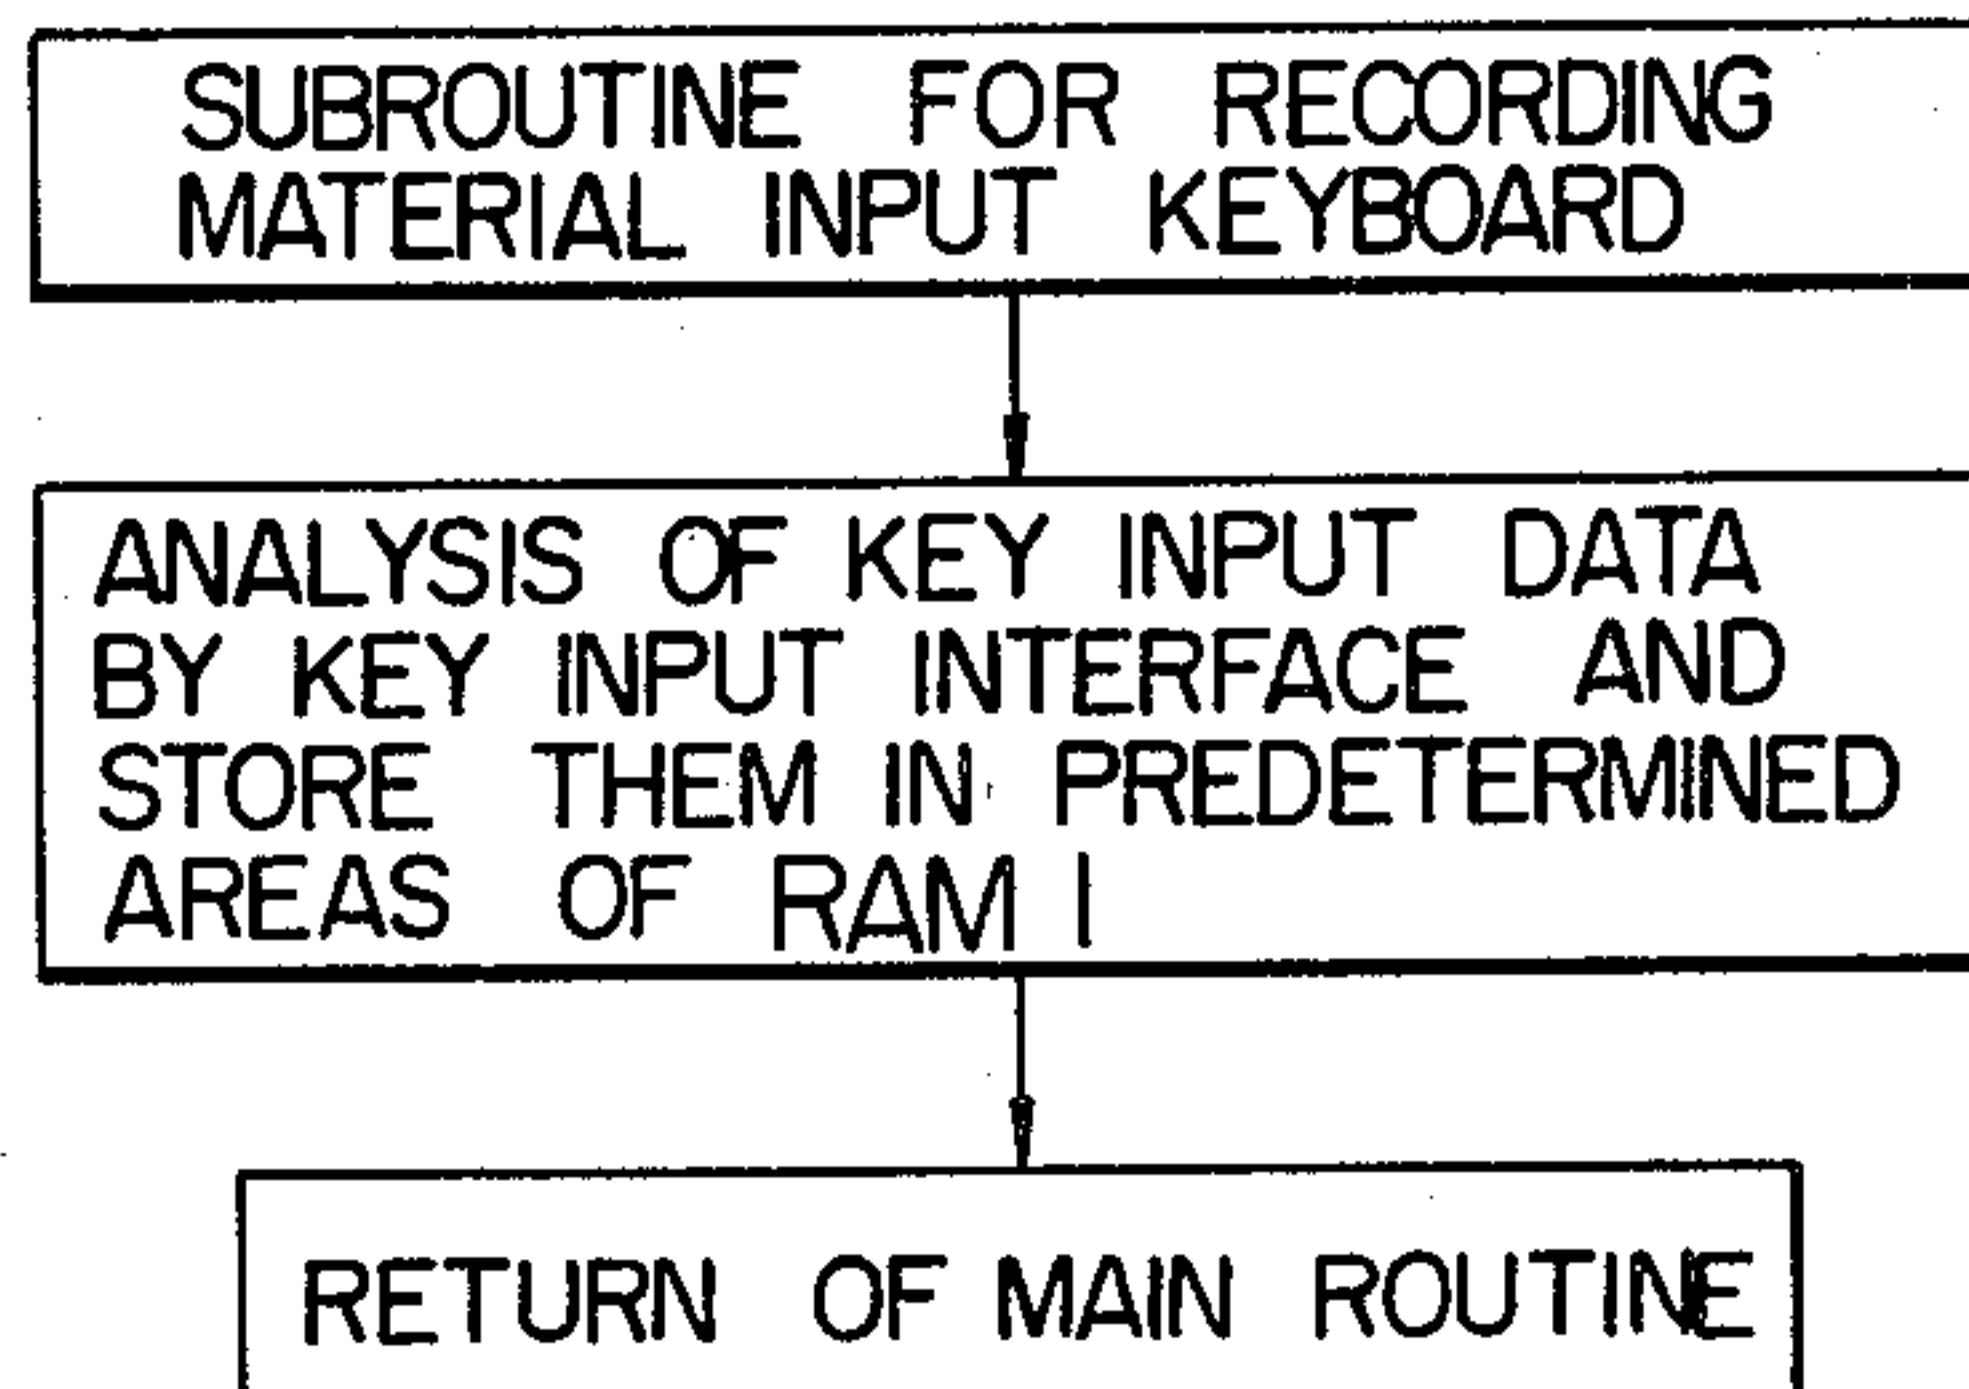 SUBROUTINE FOR RECORDING
MATERIAL INPUT KEYBOARD
ANALYSIS OF KEY INPUT DATA
BY KEY INPUT INTERFACE AND
STORE THEM IN PREDETERMINED
AREAS OF RAM 1
RETURN OF MAIN ROUTINE